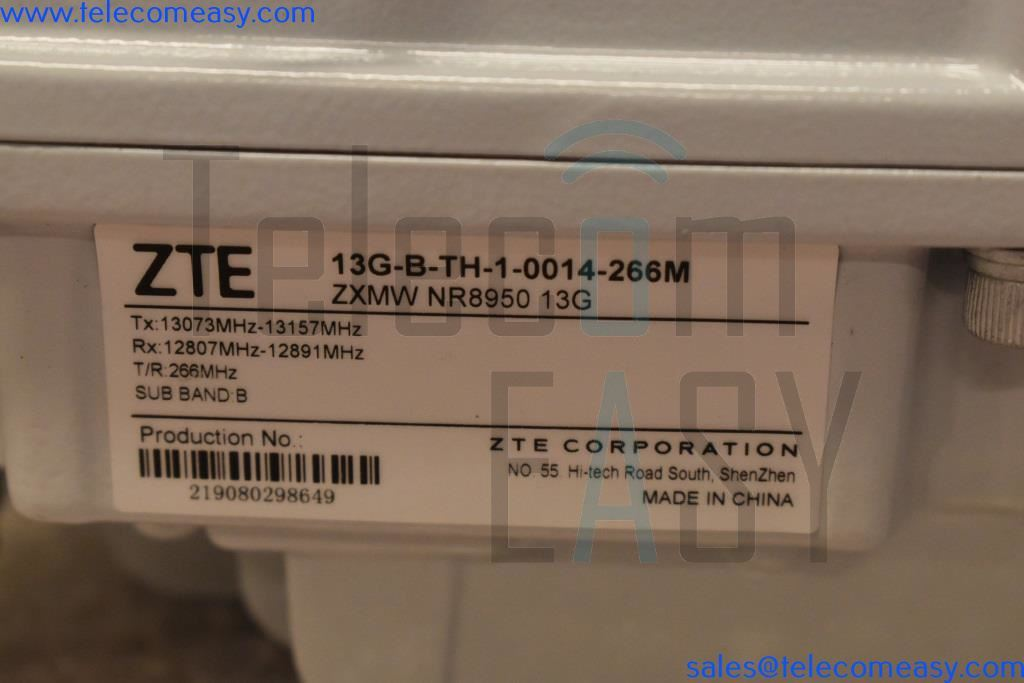 www.telecomeasy.com
Telecom
EASY
ZTE
13G-B-TH-1-0014-266M
ZXMW NR8950 13G
Tx:13073MHz-13157MHz
Rx:12807MHz-12891MHz
T/R:266MHz
SUB BAND:B
Production No.:
219080298649
ZTE CORPORATION
NO. 55. Hi-tech Road South, ShenZhen
MADE IN CHINA
sales@telecomeasy.com